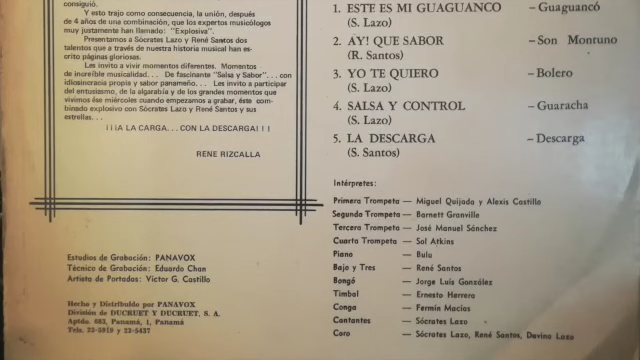 consiguió.
Y esto trajo como consecuencia, la unión, después
de 4 años de una combinación, que los expertos musicólogos
muy justamente han llamado: "Explosiva".
Presentamos a Sócrates Lazo y René Santos dos
talentos que a través de nuestra historia musical han es-
crito páginas gloriosas.
Les invito a vivir momentos diferentes. Momentos
de increíble musicalidad... De fascinante "Salsa y Sabor"... con
idiosincracia propia y sabor panameño... Les invito a participar
del entusiasmo, de la algarabía y de los grandes momentos que
vivimos ése miércoles cuando empezamos a grabar, éste com-
binado explosivo con Sócrates Lazo y René Santos y sus
estrellas...
¡¡¡A LA CARGA... CON LA DESCARGA!!!
RENE RIZCALLA
Estudios de Grabación: PANAVOX
Técnico de Grabación: Eduardo Chan
Artista de Portadas: Victor G. Castillo
Hecho y Distribuído por PANAVOX
División de DUCRUET Y DUCRUET, S. A.
Aptdo. 683, Panamá, 1, Panamá
Tels. 23-5919 y 23-5437
1. ESTE ES MI GUAGUANCO – Guaguancó
(S. Lazo)
2. AY! QUE SABOR – Son Montuno
(R. Santos)
3. YO TE QUIERO – Bolero
(S. Lazo)
4. SALSA Y CONTROL – Guaracha
(S. Lazo)
5. LA DESCARGA – Descarga
(S. Santos)
Intérpretes:
Primera Trompeta — Miguel Quijada y Alexis Castillo
Segunda Trompeta — Barnett Granville
Tercera Trompeta — José Manuel Sánchez
Cuarta Trompeta — Sol Atkins
Piano — Bula
Bajo y Tres — René Santos
Bongó — Jorge Luis González
Timbal — Ernesto Herrera
Conga — Fermín Macías
Cantantes — Sócrates Lazo
Coro — Sócrates Lazo, René Santos, Davino Lazo